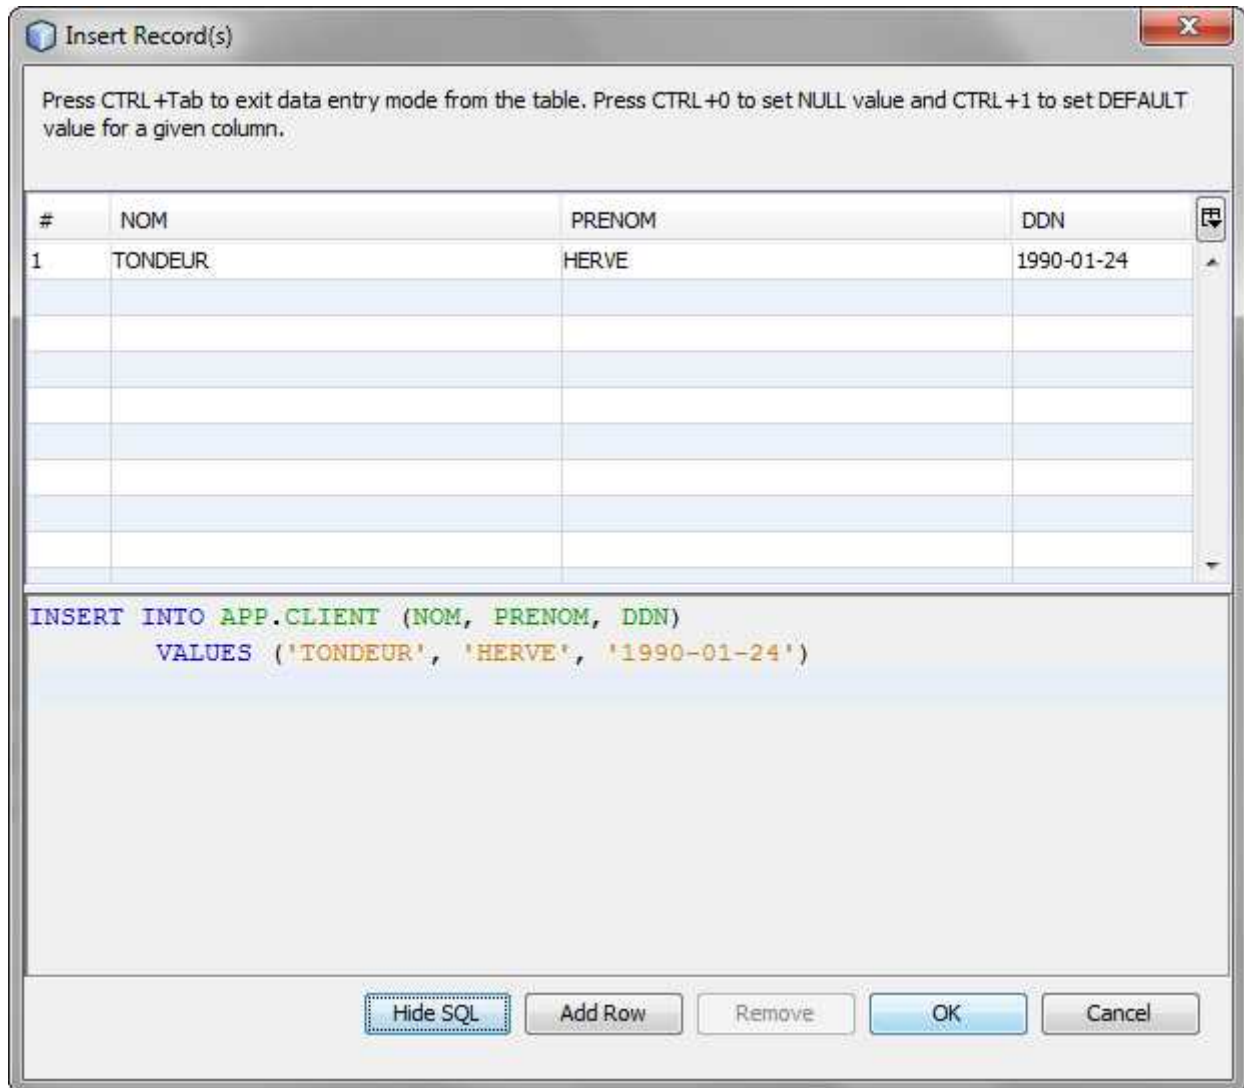 Insert Record(s)
Press CTRL+Tab to exit data entry mode from the table. Press CTRL+0 to set NULL value and CTRL+1 to set DEFAULT
value for a given column.
# NOM PRENOM DDN
1 TONDEUR HERVE 1990-01-24
INSERT INTO APP.CLIENT (NOM, PRENOM, DDN)
VALUES ('TONDEUR', 'HERVE', '1990-01-24')
Hide SQL Add Row Remove OK Cancel